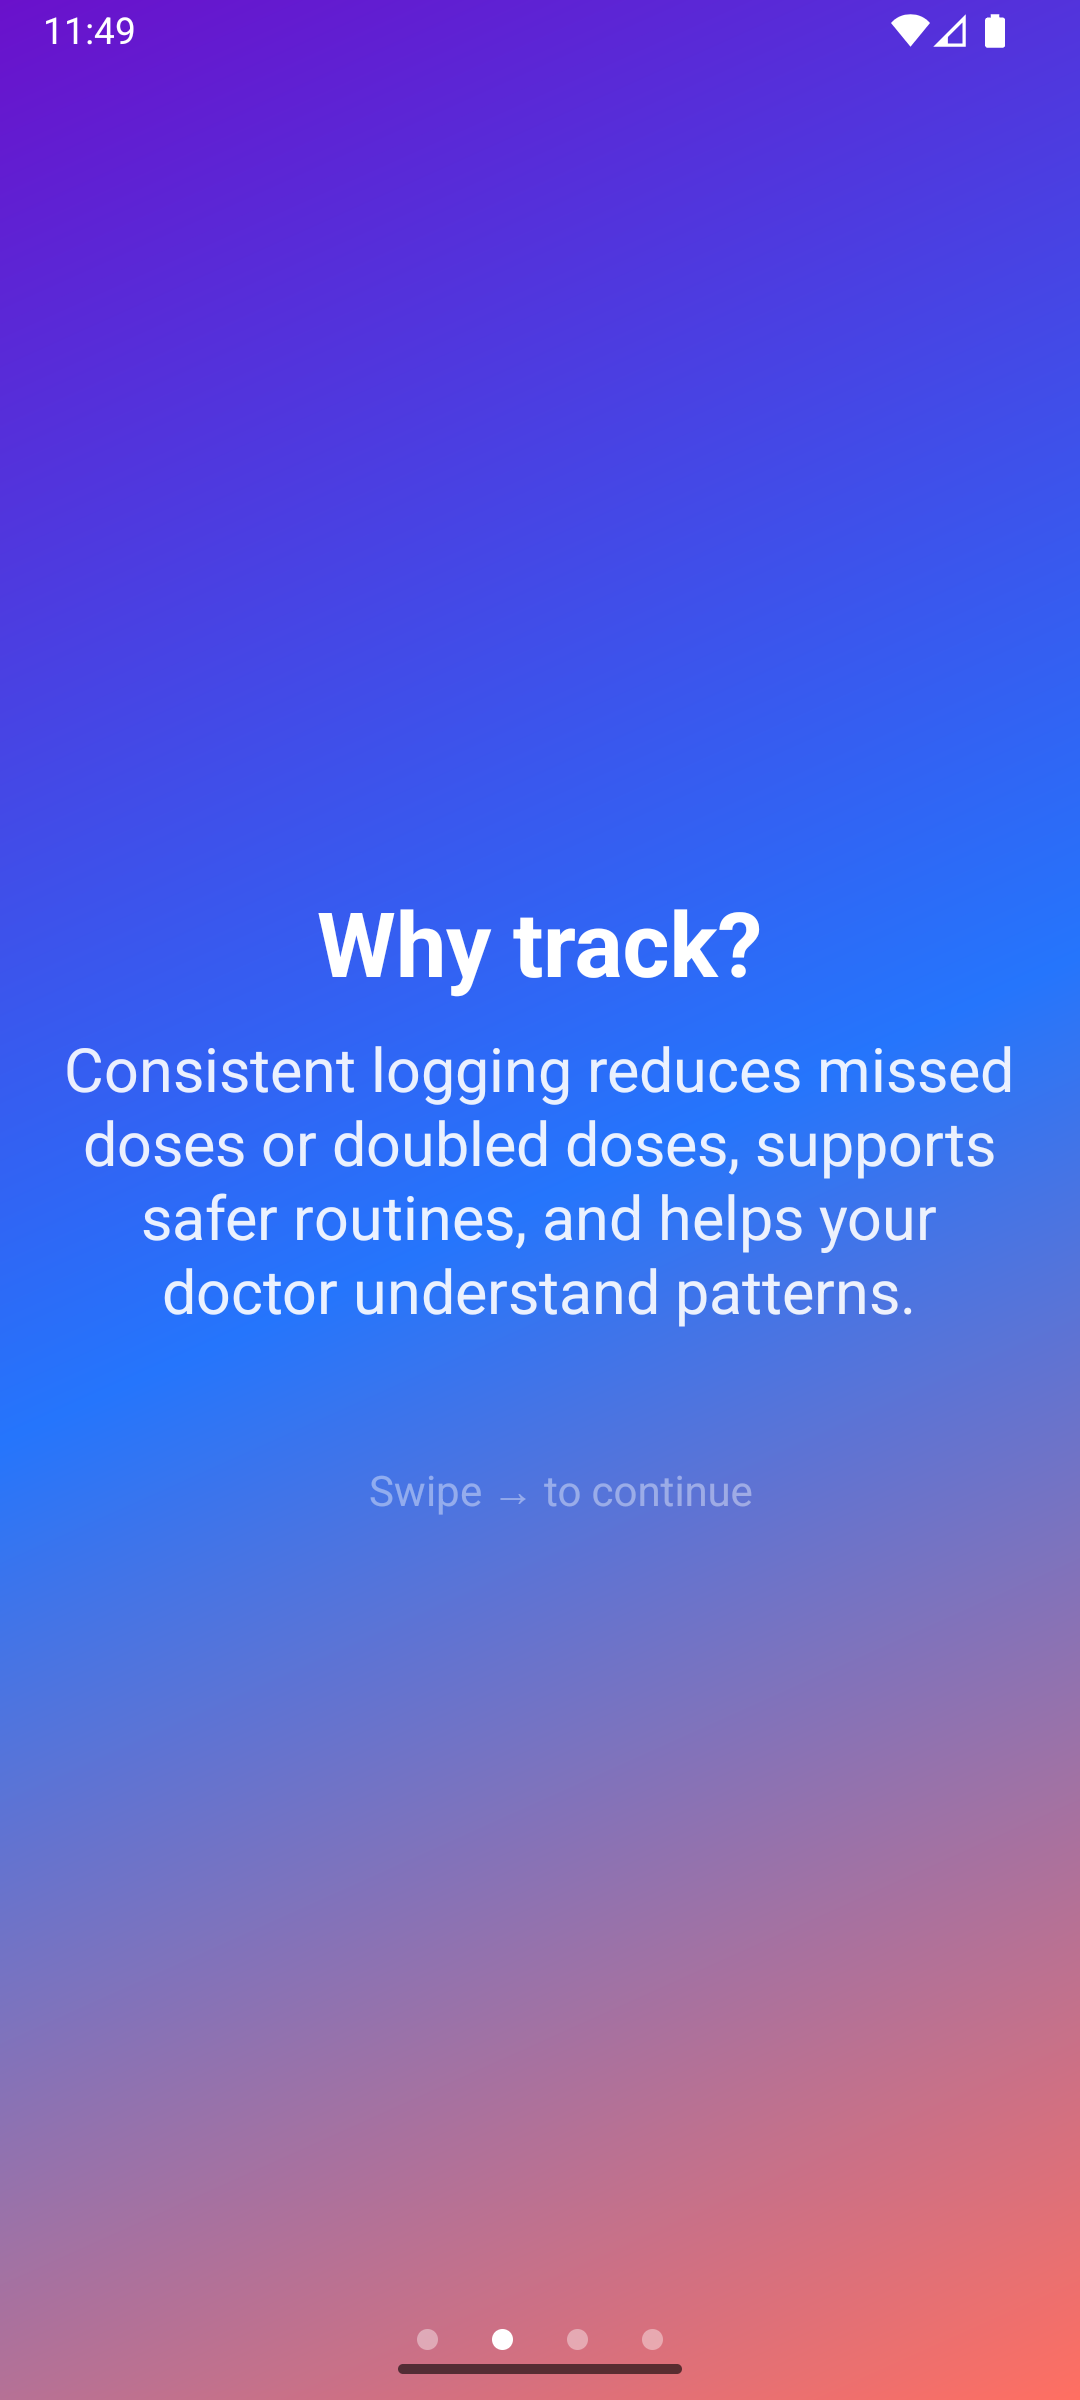 11:49
Why track?
Consistent logging reduces missed
doses or doubled doses, supports
safer routines, and helps your
doctor understand patterns.
Swipe → to continue